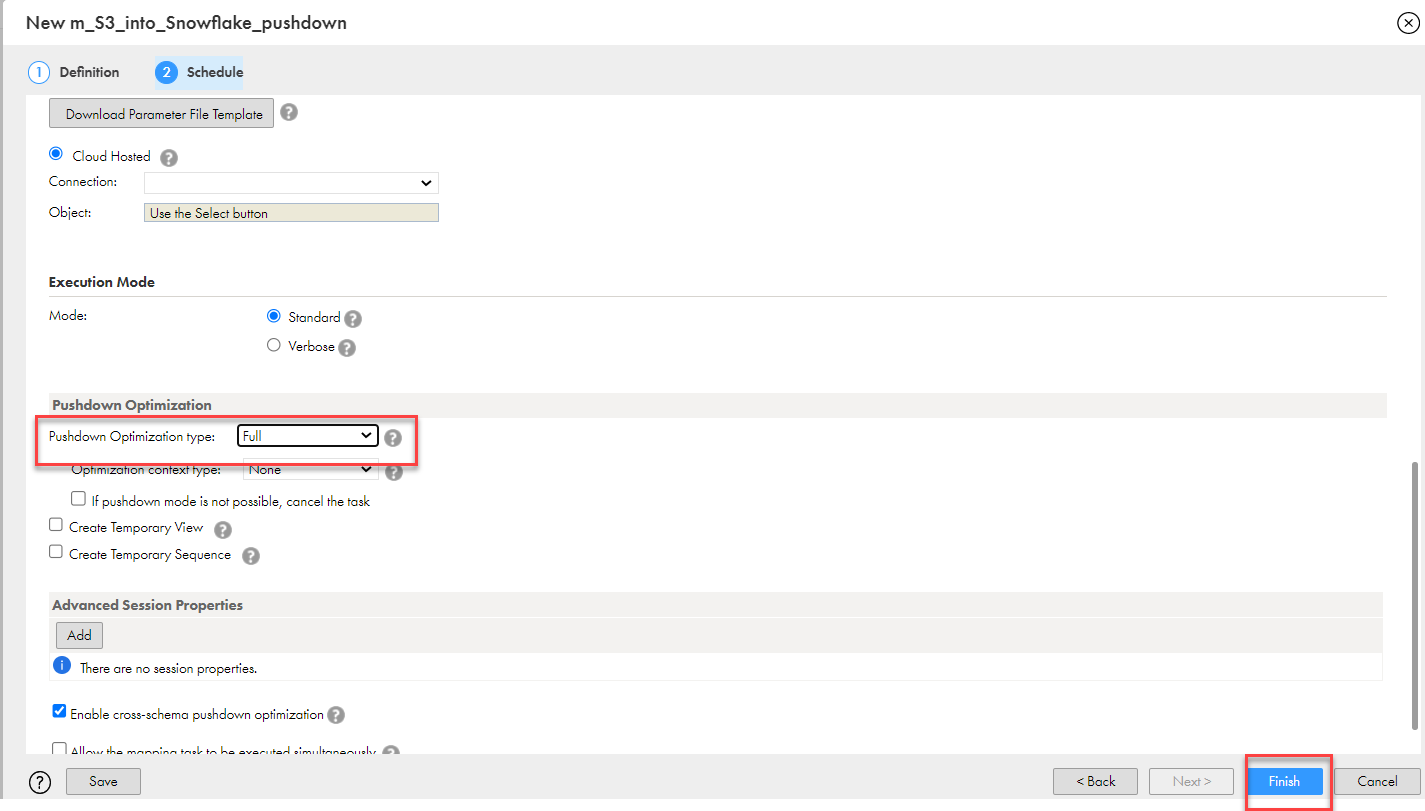 New m_S3_into_Snowflake_pushdown
1 Definition 2 Schedule
Download Parameter File Template ?
Cloud Hosted ?
Connection:
Object: Use the Select button
Execution Mode
Mode: Standard ?
Verbose ?
Pushdown Optimization
Pushdown Optimization type: Full ?
Optimization context type: None ?
If pushdown mode is not possible, cancel the task
Create Temporary View ?
Create Temporary Sequence ?
Advanced Session Properties
Add
i There are no session properties.
Enable cross-schema pushdown optimization ?
Allow the mapping task to be executed simultaneously ?
? Save < Back Next > Finish Cancel